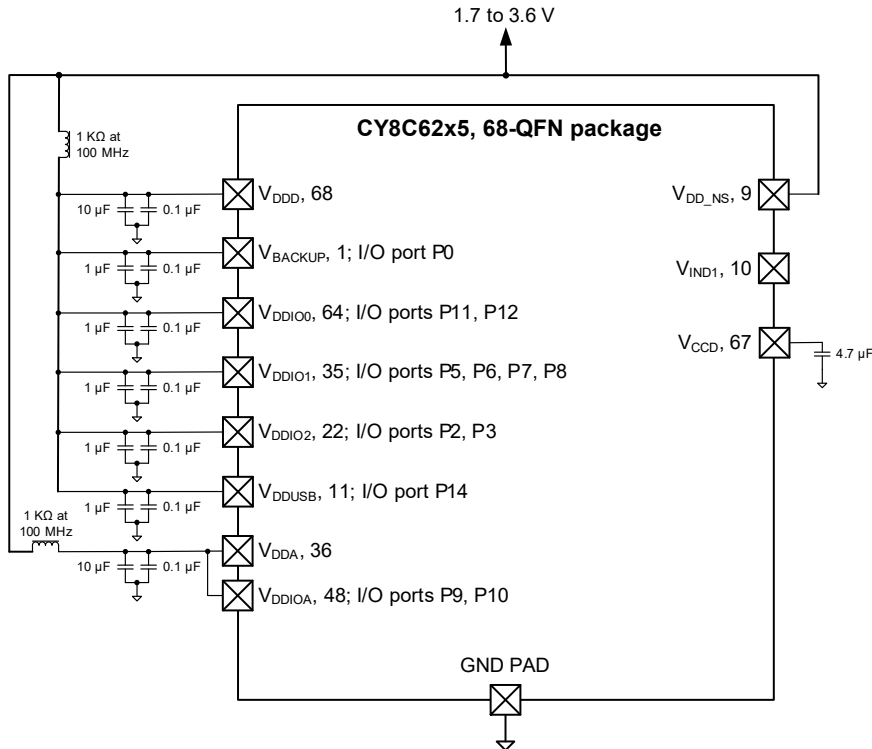 1.7 to 3.6 V
CY8C62x5, 68-QFN package
1 KΩ at
100 MHz
10 µF
0.1 µF
VDDD, 68
VDD_NS, 9
1 µF
0.1 µF
VBACKUP, 1; I/O port P0
VIND1, 10
1 µF
0.1 µF
VDDIO0, 64; I/O ports P11, P12
VCCD, 67
4.7 µF
1 µF
0.1 µF
VDDIO1, 35; I/O ports P5, P6, P7, P8
1 µF
0.1 µF
VDDIO2, 22; I/O ports P2, P3
1 µF
0.1 µF
VDDUSB, 11; I/O port P14
1 KΩ at
100 MHz
10 µF
0.1 µF
VDDA, 36
VDDIOA, 48; I/O ports P9, P10
GND PAD